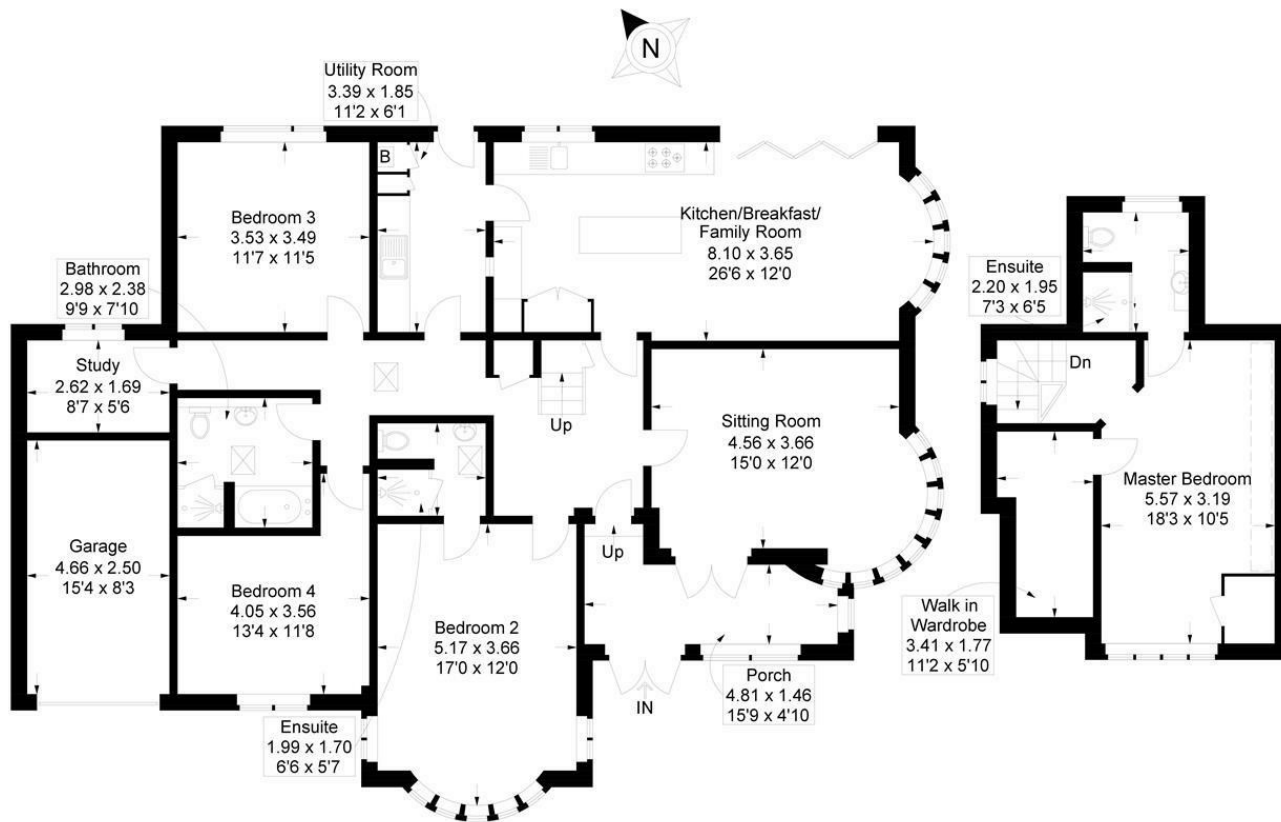 N
Utility Room
3.39 x 1.85
11'2 x 6'1
B
Bedroom 3
3.53 x 3.49
11'7 x 11'5
Kitchen/Breakfast/
Family Room
8.10 x 3.65
26'6 x 12'0
Bathroom
2.98 x 2.38
9'9 x 7'10
Ensuite
2.20 x 1.95
7'3 x 6'5
Study
2.62 x 1.69
8'7 x 5'6
Dn
Up
Sitting Room
4.56 x 3.66
15'0 x 12'0
Master Bedroom
5.57 x 3.19
18'3 x 10'5
Garage
4.66 x 2.50
15'4 x 8'3
Up
Bedroom 4
4.05 x 3.56
13'4 x 11'8
Bedroom 2
5.17 x 3.66
17'0 x 12'0
Walk in
Wardrobe
3.41 x 1.77
11'2 x 5'10
Porch
4.81 x 1.46
15'9 x 4'10
IN
Ensuite
1.99 x 1.70
6'6 x 5'7